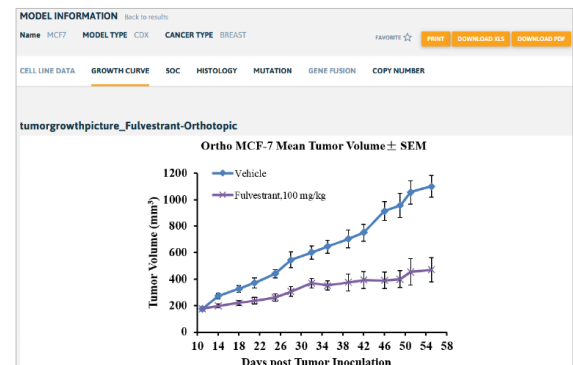 MODEL INFORMATION Back to results
Name MCF7 MODEL TYPE CDX CANCER TYPE BREAST
FAVORITE PRINT DOWNLOAD XLS DOWNLOAD PDF
CELL LINE DATA GROWTH CURVE SOC HISTOLOGY MUTATION GENE FUSION COPY NUMBER
tumorgrowthpicture_Fulvestrant-Orthotopic
Ortho MCF-7 Mean Tumor Volume± SEM
Vehicle
Fulvestrant,100 mg/kg
Tumor Volume (mm³)
1200
1000
800
600
400
200
0
10 14 18 22 26 30 34 38 42 46 50 54 58
Days post Tumor Inoculation